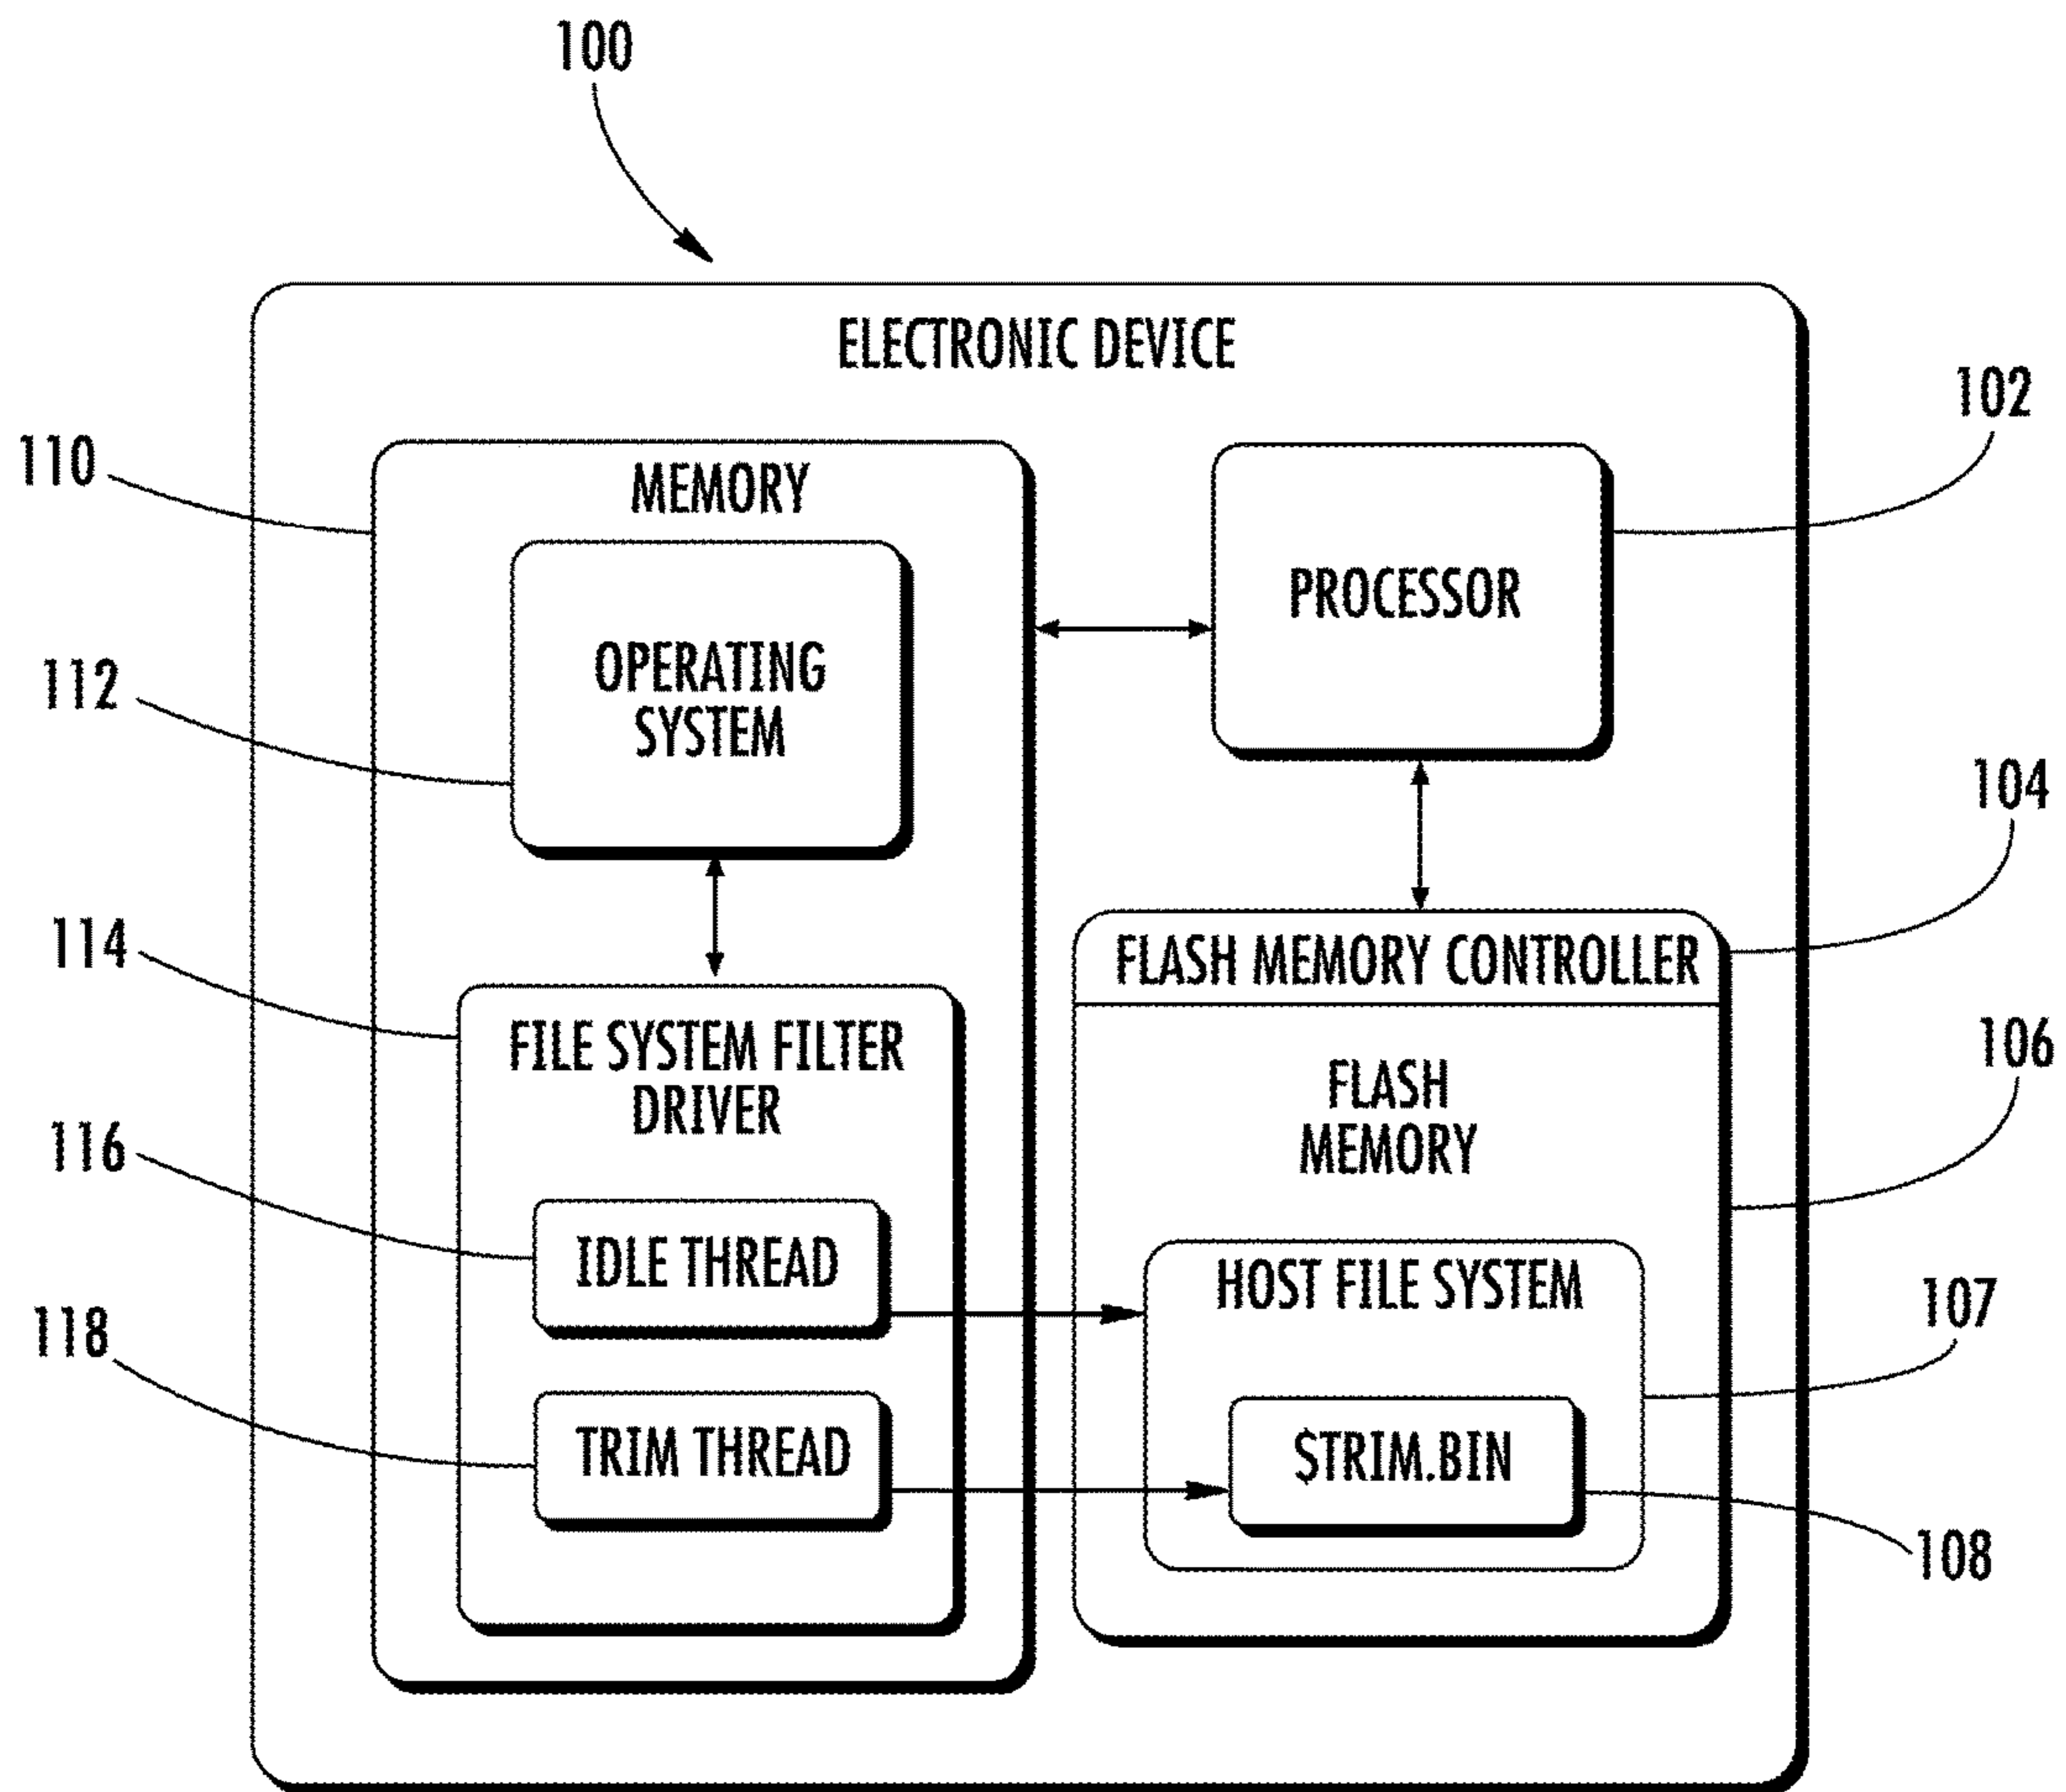 100
ELECTRONIC DEVICE
102
110
MEMORY
PROCESSOR
112
OPERATING
SYSTEM
104
114
FLASH MEMORY CONTROLLER
FILE SYSTEM FILTER
DRIVER
106
FLASH
MEMORY
116
IDLE THREAD
HOST FILE SYSTEM
107
118
TRIM THREAD
$TRIM.BIN
108